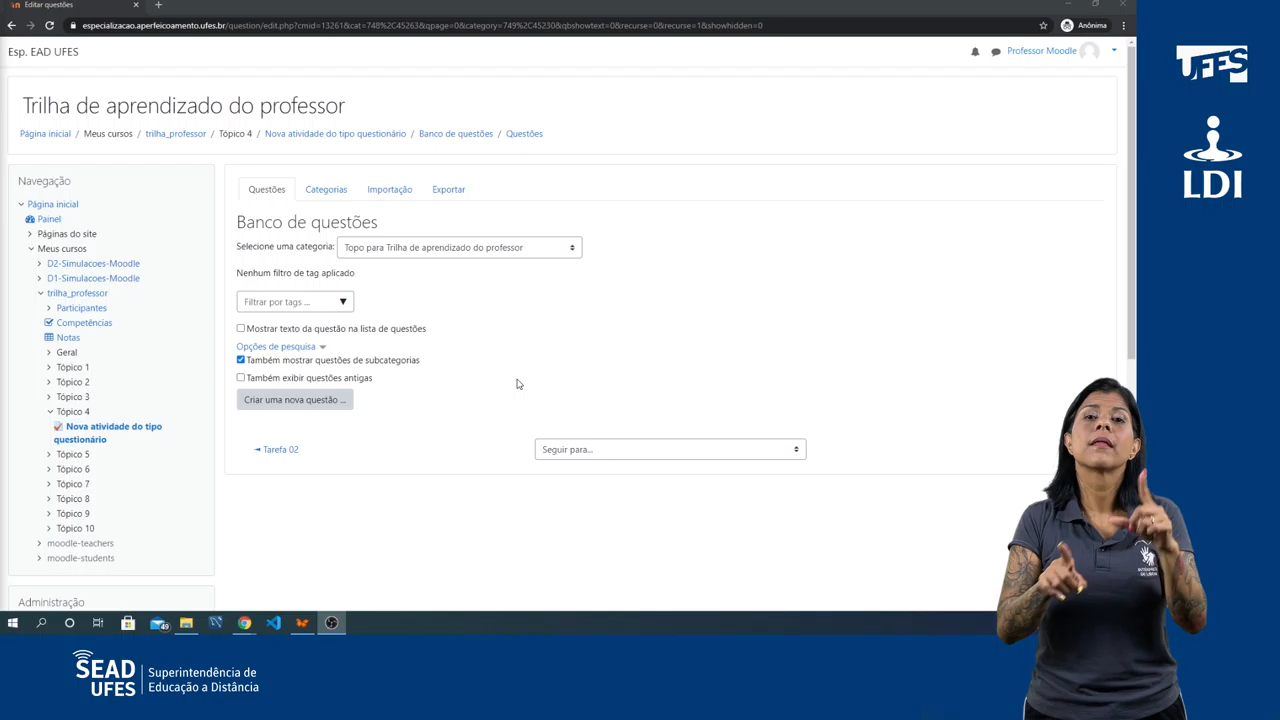 Editar questões
especializacao.aperfeicoamento.ufes.br/question/edit.php?cmid=13261&cat=748%2C45263&qpage=0&category=749%2C45230&qbshowtext=0&recurse=0&recurse=1&showhidden=0
Anônima
Esp. EAD UFES
Professor Moodle
Trilha de aprendizado do professor
Página inicial / Meus cursos / trilha_professor / Tópico 4 / Nova atividade do tipo questionário / Banco de questões / Questões
Navegação
Página inicial
Painel
Páginas do site
Meus cursos
D2-Simulacoes-Moodle
D1-Simulacoes-Moodle
trilha_professor
Participantes
Competências
Notas
Geral
Tópico 1
Tópico 2
Tópico 3
Tópico 4
Nova atividade do tipo
questionário
Tópico 5
Tópico 6
Tópico 7
Tópico 8
Tópico 9
Tópico 10
moodle-teachers
moodle-students
Administração
Questões Categorias Importação Exportar
Banco de questões
Selecione uma categoria: Topo para Trilha de aprendizado do professor
Nenhum filtro de tag aplicado
Filtrar por tags ...
Mostrar texto da questão na lista de questões
Opções de pesquisa
Também mostrar questões de subcategorias
Também exibir questões antigas
Criar uma nova questão ...
Tarefa 02
Seguir para...
49
UFES
LDI
SEAD
UFES
Superintendência de
Educação a Distância